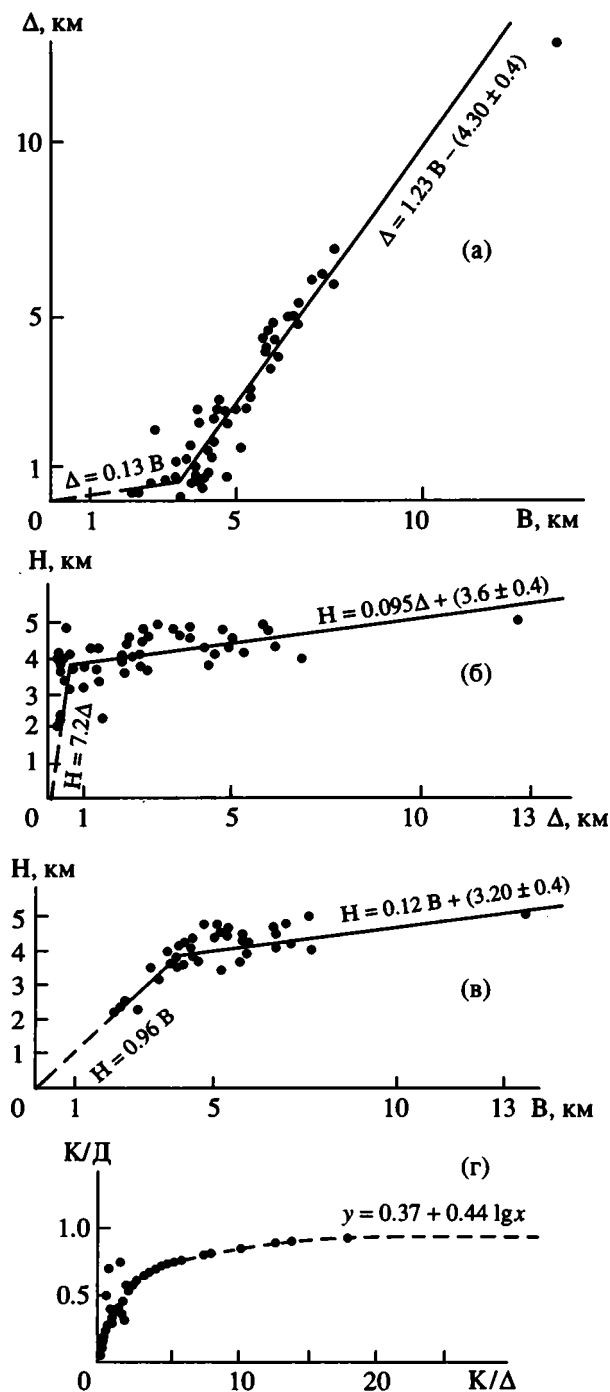 Δ, км
10
Δ = 1.23 В – (4.30 ± 0.4)
(а)
5
1
Δ = 0.13 В
0 1 5 10 В, км
Н, км
5
Н = 0.095Δ + (3.6 ± 0.4)
4
3
(б)
2
Н = 7.2Δ
1
0 1 5 10 13 Δ, км
Н, км
5
Н = 0.12 В + (3.20 ± 0.4)
4
3
(в)
2
Н = 0.96 В
1
0 1 5 10 13 В, км
К/Д
(г)
1.0
y = 0.37 + 0.44 lgx
0.5
0 10 20 К/Δ